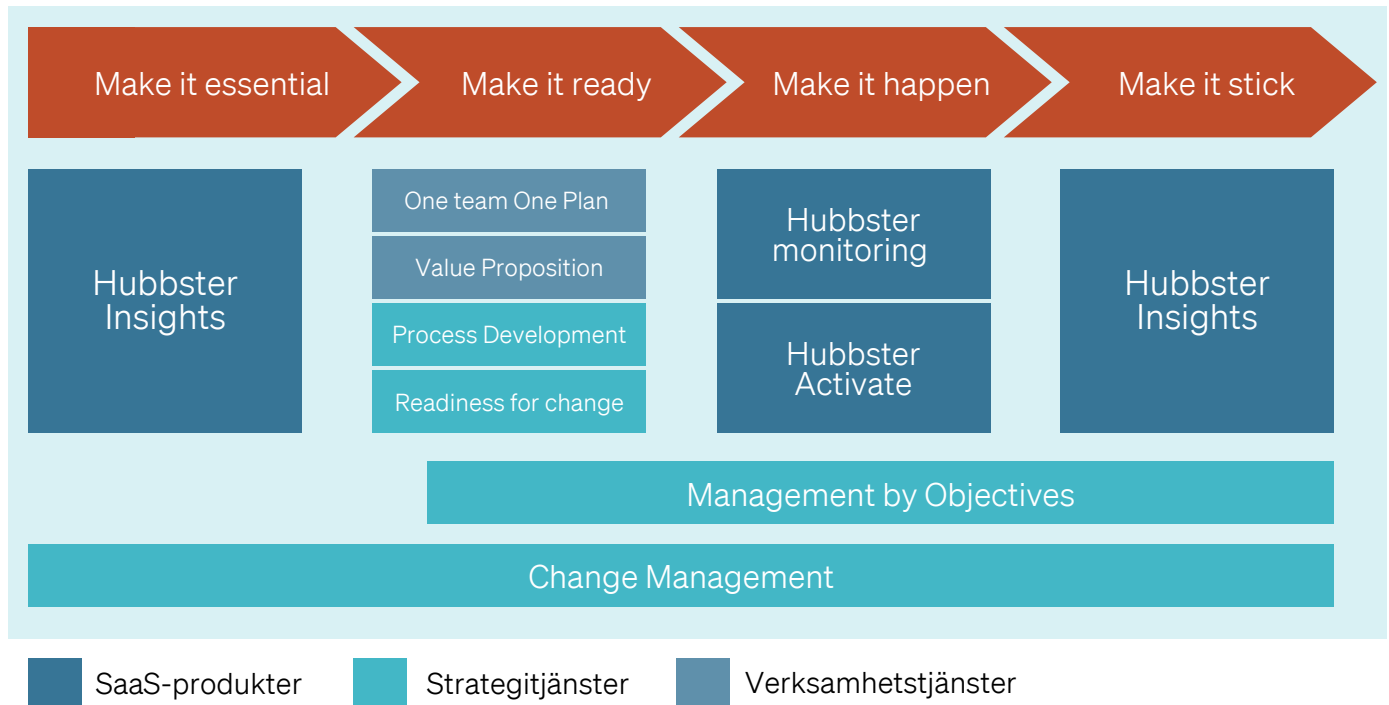 Make it essential
Make it ready
Make it happen
Make it stick
Hubbster
Insights
One team One Plan
Value Proposition
Process Development
Readiness for change
Hubbster
monitoring
Hubbster
Activate
Hubbster
Insights
Management by Objectives
Change Management
SaaS-produkter
Strategitjänster
Verksamhetstjänster